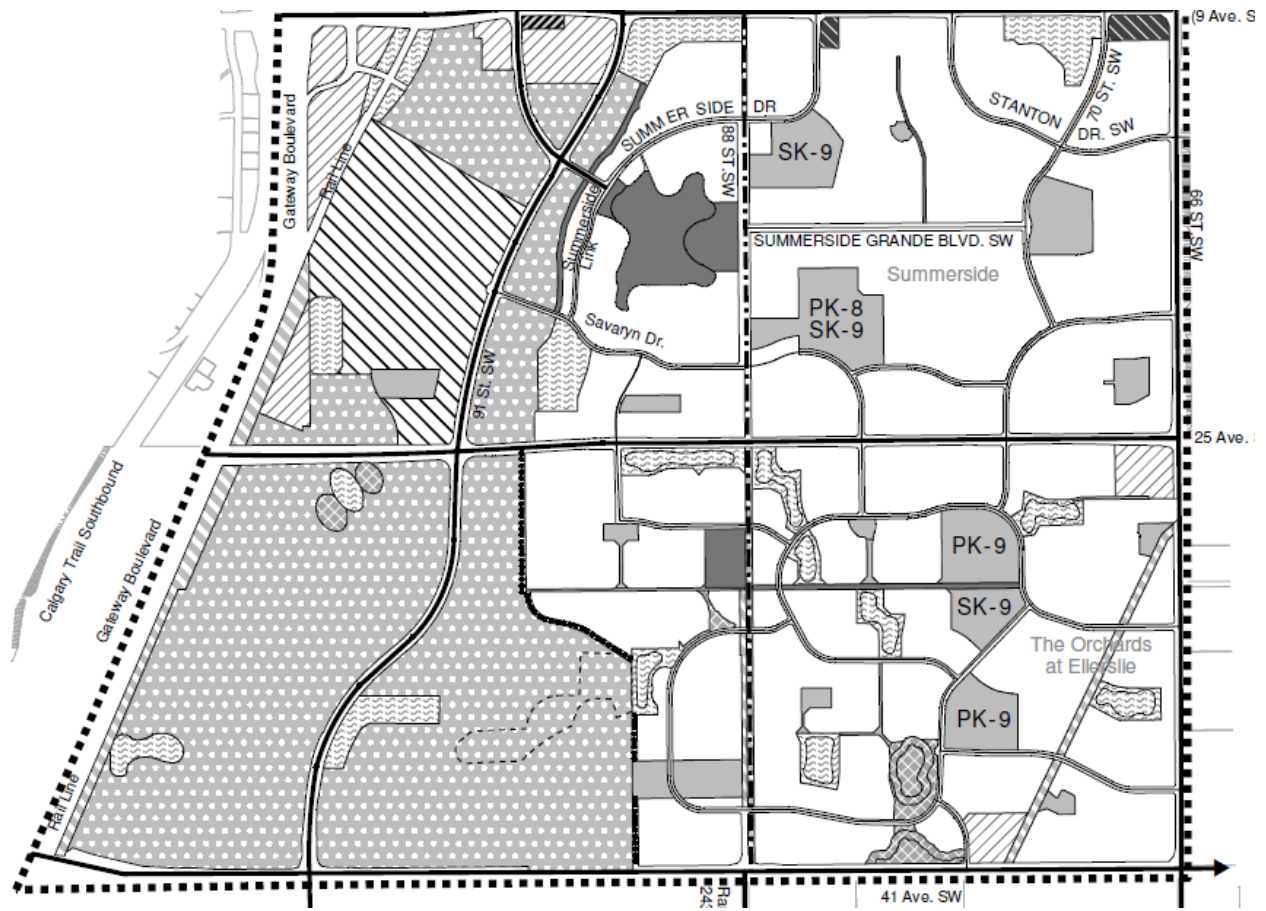 (9 Ave. S
SUMMER SIDE DR
88 ST.SW
STANTON
DR. SW
70 ST. SW
66 ST.SW
SK-9
Gateway Boulevard
Rail Line
Summerside
Link
SUMMERSIDE GRANDE BLVD. SW
Summerside
PK-8
SK-9
Savaryn Dr.
91 St. SW
25 Ave.
Calgary Trail Southbound
Gateway Boulevard
PK-9
SK-9
The Orchards
at Ellerslie
PK-9
Rail Line
41 Ave. SW
243